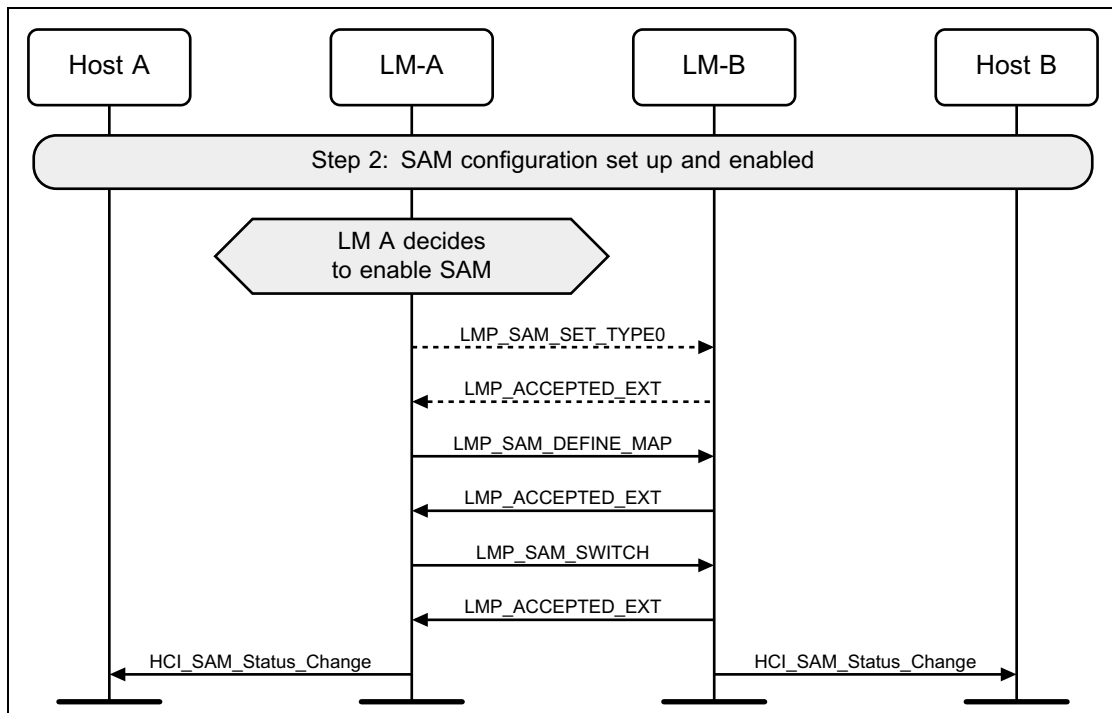 Host A
LM-A
LM-B
Host B
Step 2: SAM configuration set up and enabled
LM A decides
to enable SAM
LMP_SAM_SET_TYPE0
LMP_ACCEPTED_EXT
LMP_SAM_DEFINE_MAP
LMP_ACCEPTED_EXT
LMP_SAM_SWITCH
LMP_ACCEPTED_EXT
HCI_SAM_Status_Change
HCI_SAM_Status_Change